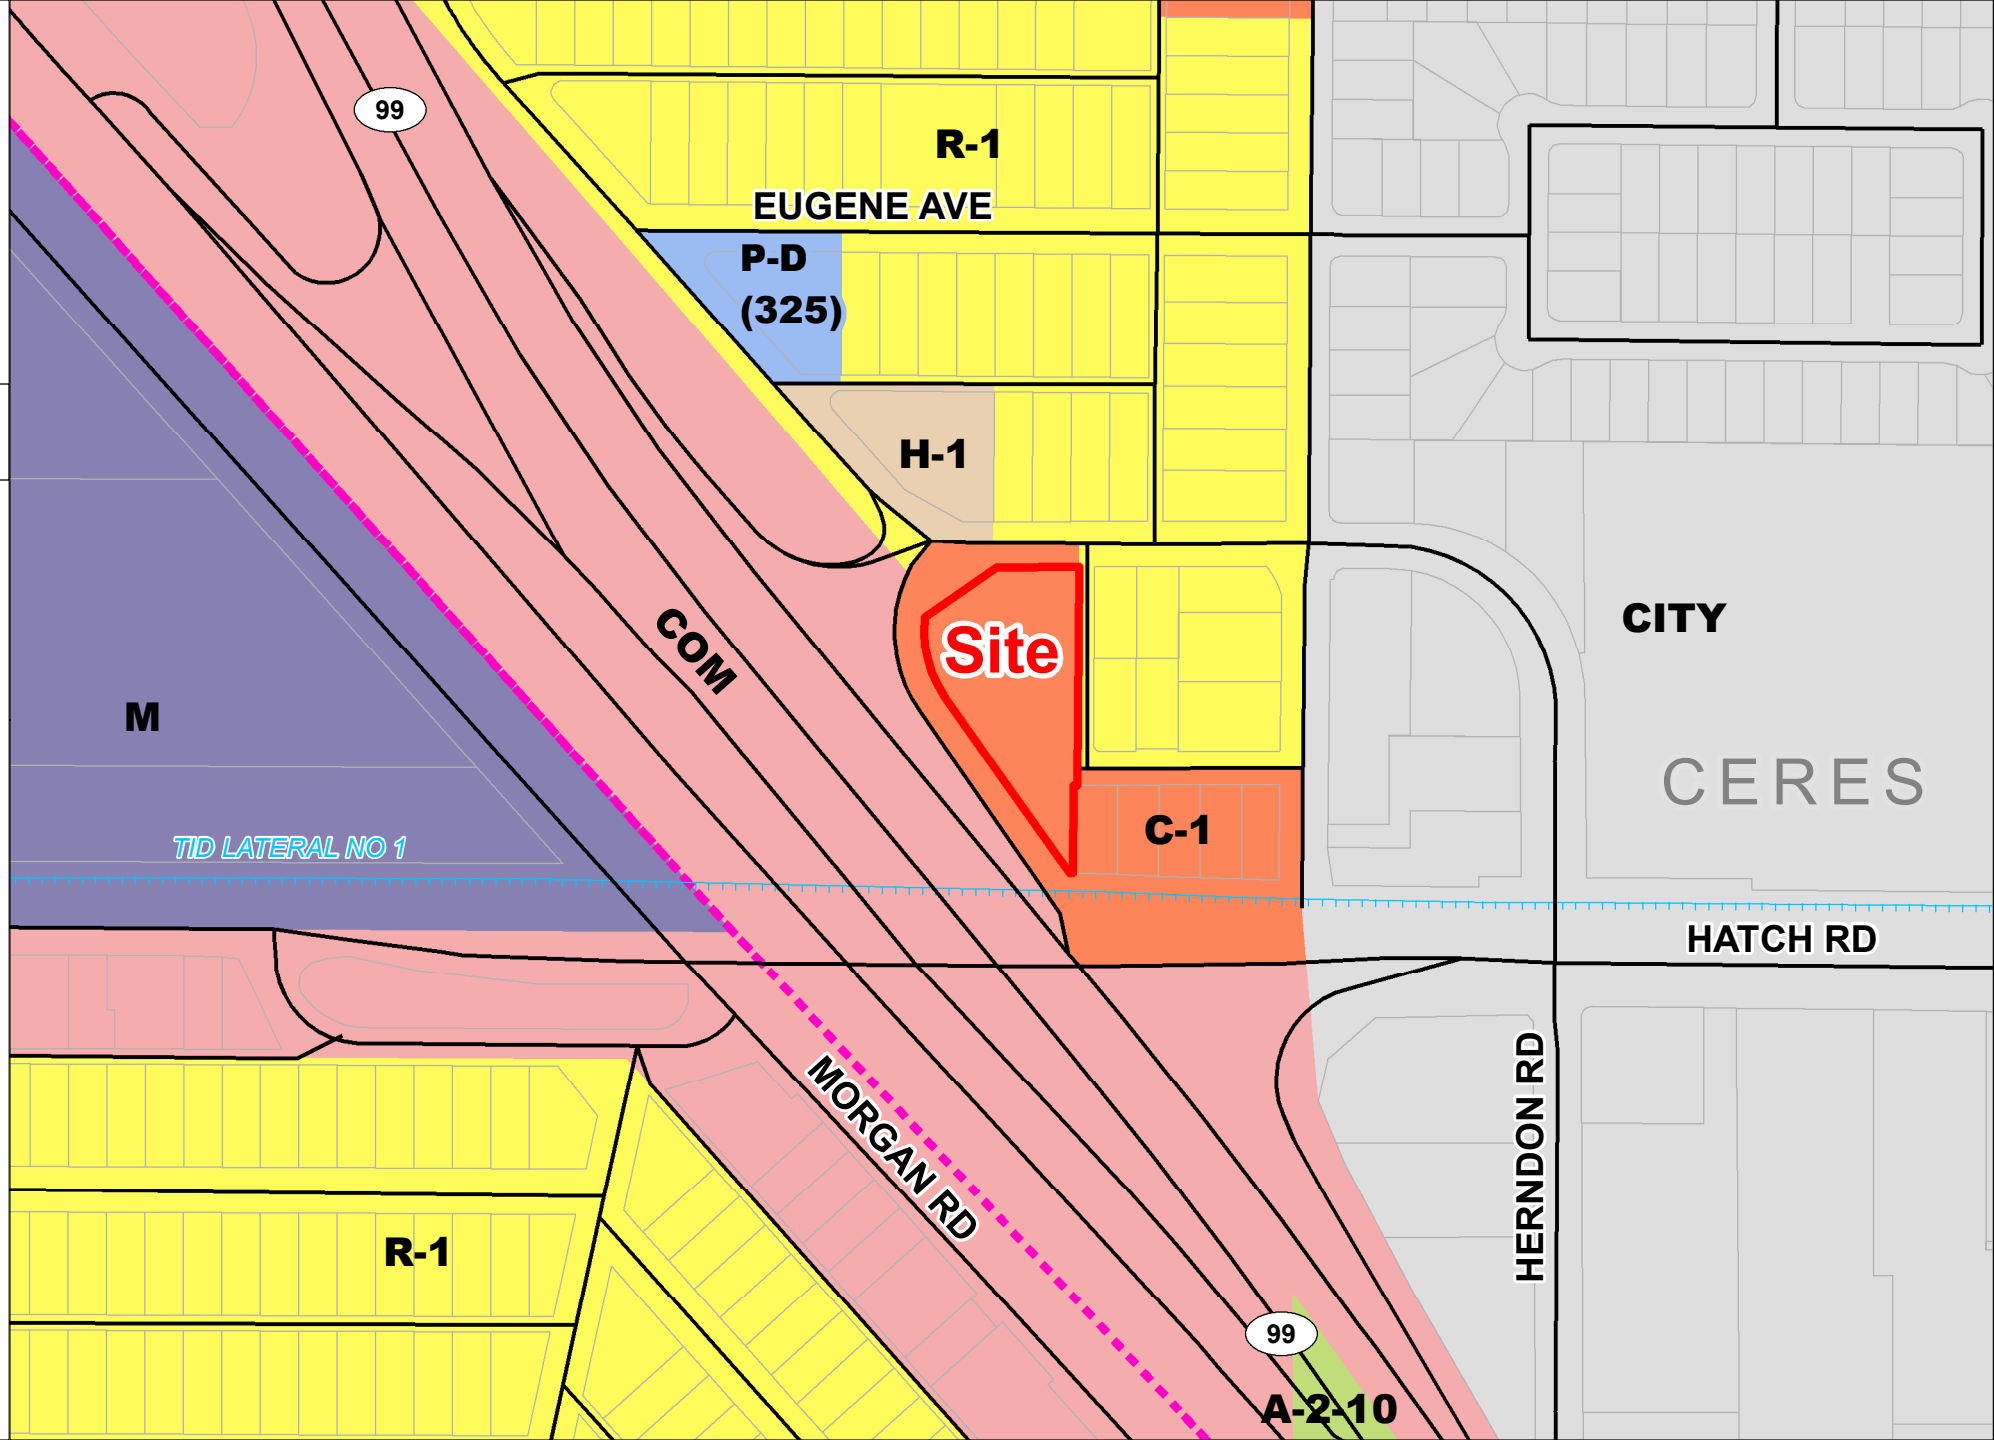 99
R-1
EUGENE AVE
P-D
(325)
H-1
COM
Site
CITY
M
CERES
C-1
TID LATERAL NO 1
HATCH RD
MORGAN RD
HERNDON RD
R-1
99
A-2-10